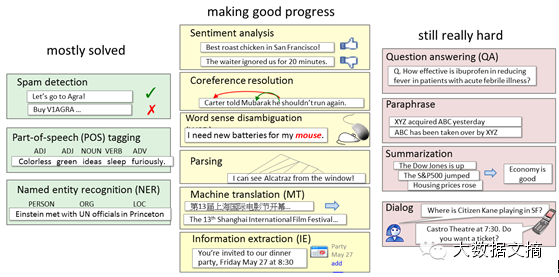 mostly solved
Spam detection
Let's go to Agra!
Buy V1AGRA ...
Part-of-speech (POS) tagging
ADJ ADJ NOUN VERB ADV
Colorless green ideas sleep furiously.
Named entity recognition (NER)
PERSON ORG LOC
Einstein met with UN officials in Princeton
making good progress
Sentiment analysis
Best roast chicken in San Francisco!
The waiter ignored us for 20 minutes.
Coreference resolution
Carter told Mubarak he shouldn't run again.
Word sense disambiguation
I need new batteries for my mouse.
Parsing
I can see Alcatraz from the window!
Machine translation (MT)
第13届上海国际电影节开幕...
The 13th Shanghai International Film Festival...
Information extraction (IE)
You're invited to our dinner
party, Friday May 27 at 8:30
Party
May 27
add
still really hard
Question answering (QA)
Q. How effective is ibuprofen in reducing
fever in patients with acute febrile illness?
Paraphrase
XYZ acquired ABC yesterday
ABC has been taken over by XYZ
Summarization
The Dow Jones is up
The S&P500 jumped
Housing prices rose
Economy is
good
Dialog
Where is Citizen Kane playing in SF?
Castro Theatre at 7:30. Do
you want a ticket?
大数据文摘